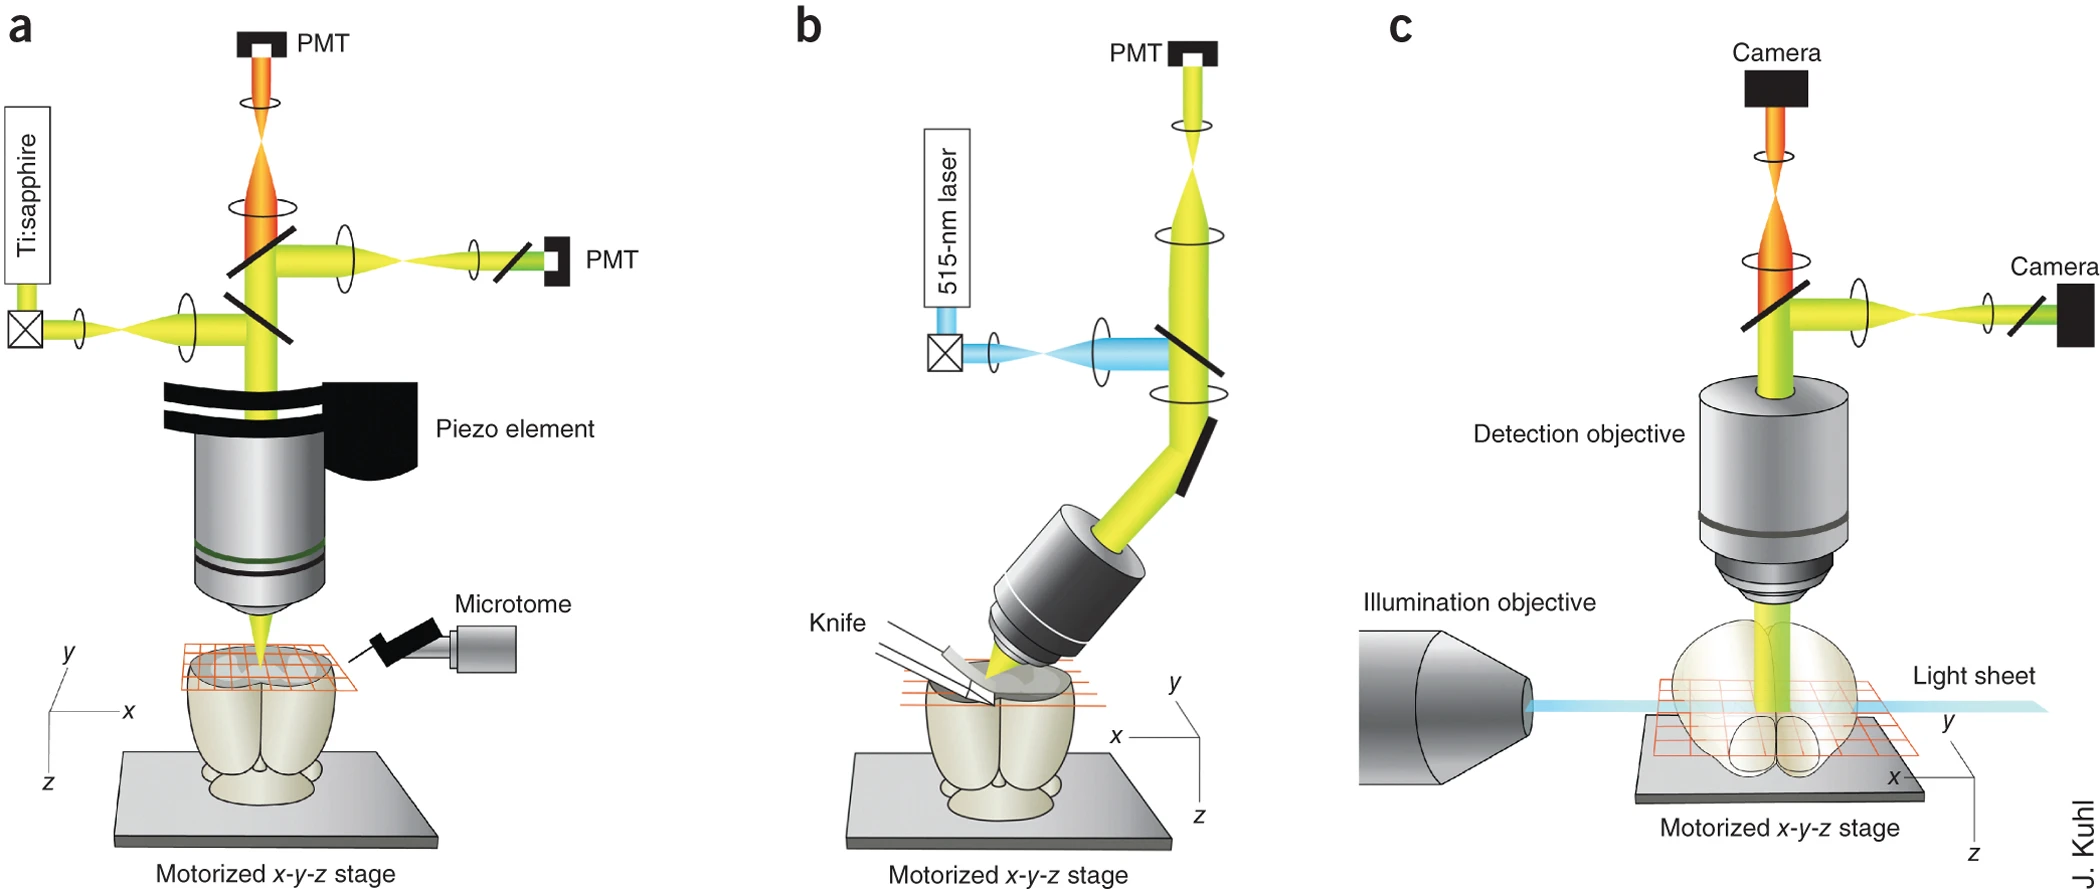 a
PMT
Ti:sapphire
PMT
Piezo element
Microtome
y
x
z
Motorized x-y-z stage
b
PMT
515-nm laser
Knife
y
x
z
Motorized x-y-z stage
c
Camera
Camera
Detection objective
Illumination objective
Light sheet
y
x
z
Motorized x-y-z stage
J. Kuhl